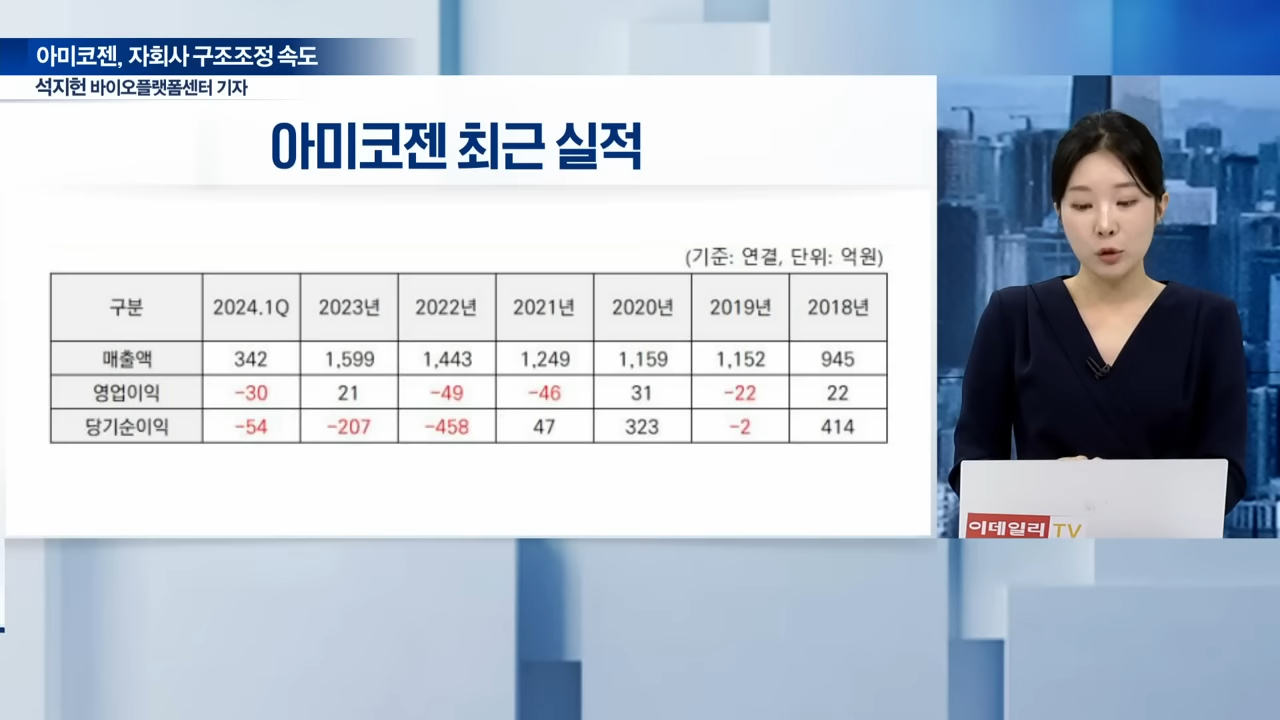 아미코젠, 자회사 구조조정 속도
석지헌 바이오플랫폼센터 기자
아미코젠 최근 실적
(기준: 연결, 단위: 억원)
구분 2024.1Q 2023년 2022년 2021년 2020년 2019년 2018년
매출액 342 1,599 1,443 1,249 1,159 1,152 945
영업이익 -30 21 -49 -46 31 -22 22
당기순이익 -54 -207 -458 47 323 -2 414
이데일리 TV